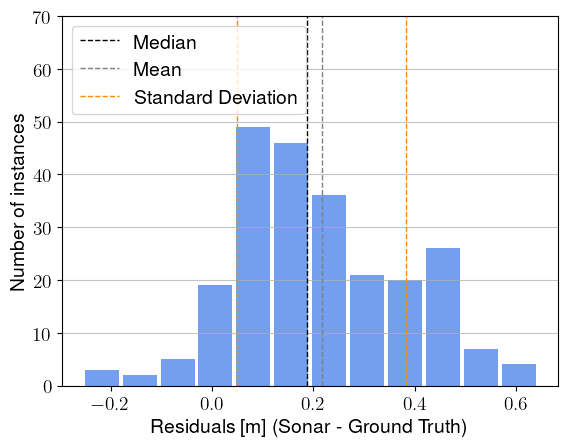 70
60
50
40
30
20
10
0
Number of instances
Median
Mean
Standard Deviation
−0.2 0.0 0.2 0.4 0.6
Residuals [m] (Sonar - Ground Truth)